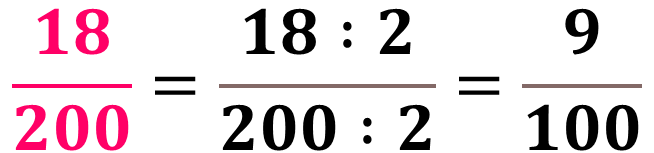 18/200 = 18 : 2/200 : 2 = 9/100